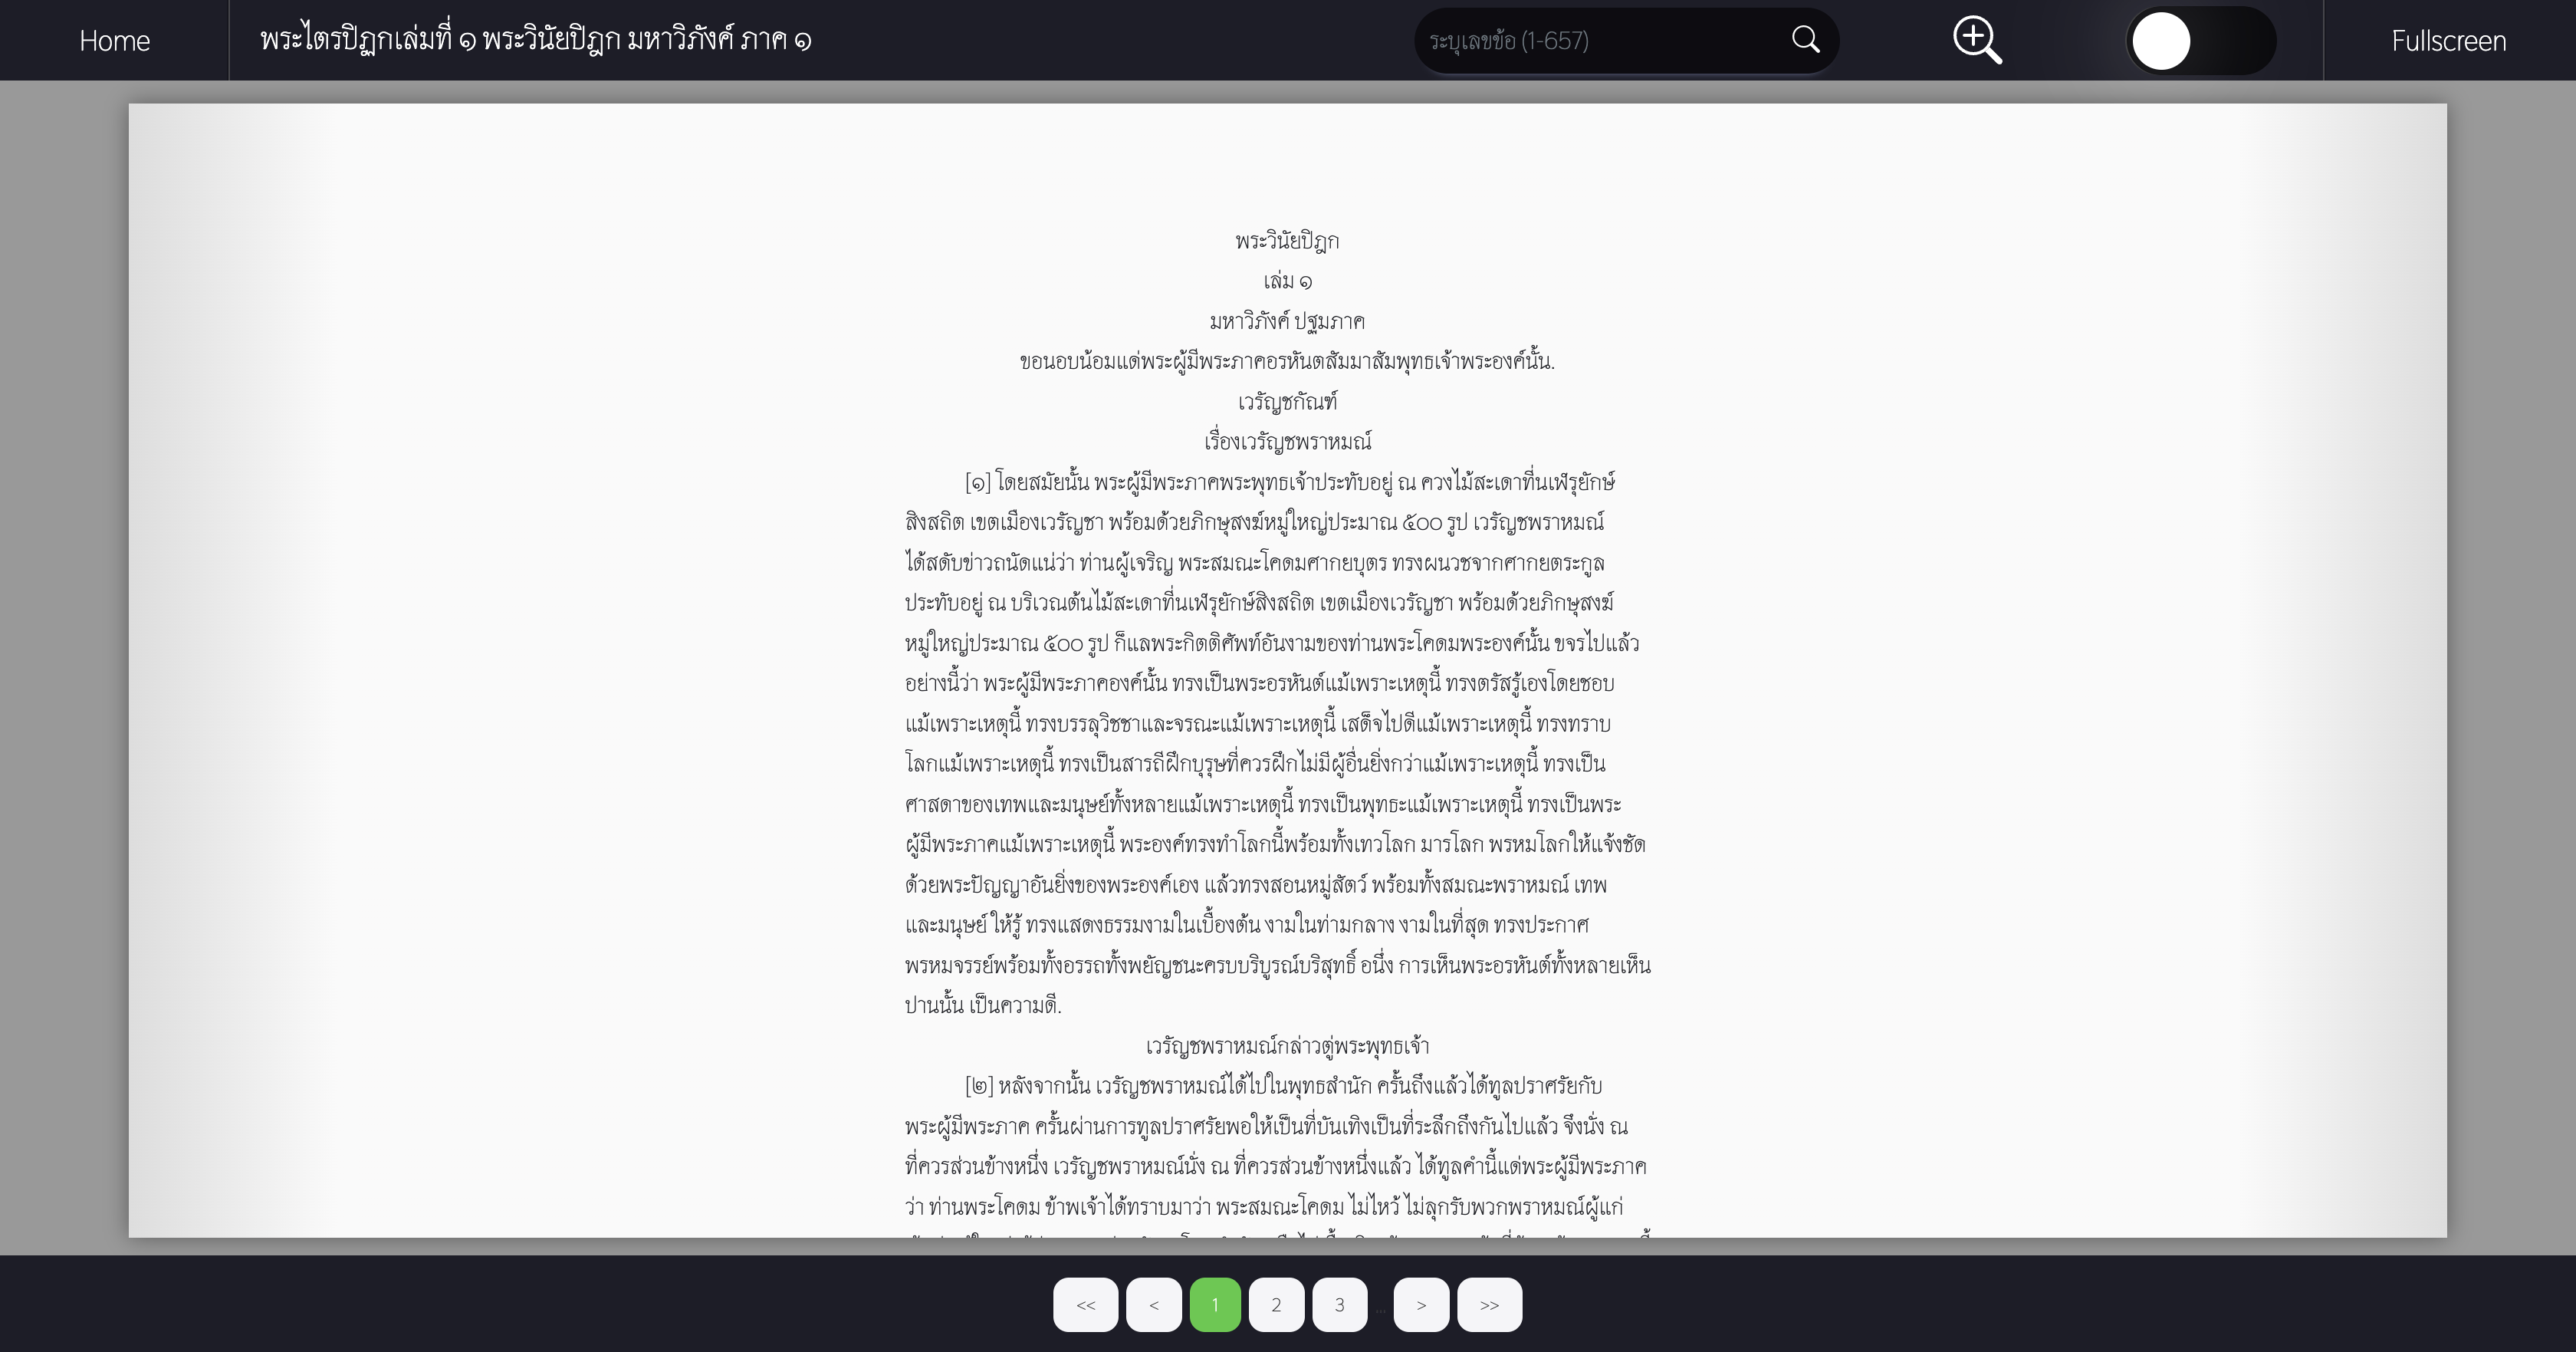 Home
พระไตรปิฏกเล่มที่ ๑ พระวินัยปิฎก มหาวิภังค์ ภาค ๑
ระบุเลขข้อ (1-657)
Fullscreen
พระวินัยปิฎก
เล่ม ๑
มหาวิภังค์ ปฐมภาค
ขอนอบน้อมแด่พระผู้มีพระภาคอรหันตสัมมาสัมพุทธเจ้าพระองค์นั้น.
เวรัญชกัณฑ์
เรื่องเวรัญชพราหมณ์
[๑] โดยสมัยนั้น พระผู้มีพระภาคพระพุทธเจ้าประทับอยู่ ณ ควงไม้สะเดาที่นเฬรุยักษ์
สิงสถิต เขตเมืองเวรัญชา พร้อมด้วยภิกษุสงฆ์หมู่ใหญ่ประมาณ ๕๐๐ รูป เวรัญชพราหมณ์
ได้สดับข่าวถนัดแน่ว่า ท่านผู้เจริญ พระสมณะโคดมศากยบุตร ทรงผนวชจากศากยตระกูล
ประทับอยู่ ณ บริเวณต้นไม้สะเดาที่นเฬรุยักษ์สิงสถิต เขตเมืองเวรัญชา พร้อมด้วยภิกษุสงฆ์
หมู่ใหญ่ประมาณ ๕๐๐ รูป ก็แลพระกิตติศัพท์อันงามของท่านพระโคดมพระองค์นั้น ขจรไปแล้ว
อย่างนี้ว่า พระผู้มีพระภาคองค์นั้น ทรงเป็นพระอรหันต์แม้เพราะเหตุนี้ ทรงตรัสรู้เองโดยชอบ
แม้เพราะเหตุนี้ ทรงบรรลุวิชชาและจรณะแม้เพราะเหตุนี้ เสด็จไปดีแม้เพราะเหตุนี้ ทรงทราบ
โลกแม้เพราะเหตุนี้ ทรงเป็นสารถีฝึกบุรุษที่ควรฝึกไม่มีผู้อื่นยิ่งกว่าแม้เพราะเหตุนี้ ทรงเป็น
ศาสดาของเทพและมนุษย์ทั้งหลายแม้เพราะเหตุนี้ ทรงเป็นพุทธะแม้เพราะเหตุนี้ ทรงเป็นพระ
ผู้มีพระภาคแม้เพราะเหตุนี้ พระองค์ทรงทำโลกนี้พร้อมทั้งเทวโลก มารโลก พรหมโลกให้แจ้งชัด
ด้วยพระปัญญาอันยิ่งของพระองค์เอง แล้วทรงสอนหมู่สัตว์ พร้อมทั้งสมณะพราหมณ์ เทพ
และมนุษย์ ให้รู้ ทรงแสดงธรรมงามในเบื้องต้น งามในท่ามกลาง งามในที่สุด ทรงประกาศ
พรหมจรรย์พร้อมทั้งอรรถทั้งพยัญชนะครบบริบูรณ์บริสุทธิ์ อนึ่ง การเห็นพระอรหันต์ทั้งหลายเห็น
ปานนั้น เป็นความดี.
เวรัญชพราหมณ์กล่าวตู่พระพุทธเจ้า
[๒] หลังจากนั้น เวรัญชพราหมณ์ได้ไปในพุทธสำนัก ครั้นถึงแล้วได้ทูลปราศรัยกับ
พระผู้มีพระภาค ครั้นผ่านการทูลปราศรัยพอให้เป็นที่บันเทิงเป็นที่ระลึกถึงกันไปแล้ว จึงนั่ง ณ
ที่ควรส่วนข้างหนึ่ง เวรัญชพราหมณ์นั่ง ณ ที่ควรส่วนข้างหนึ่งแล้ว ได้ทูลคำนี้แด่พระผู้มีพระภาค
ว่า ท่านพระโคดม ข้าพเจ้าได้ทราบมาว่า พระสมณะโคดม ไม่ไหว้ ไม่ลุกรับพวกพราหมณ์ผู้แก่
<< < 1 2 3 ... > >>